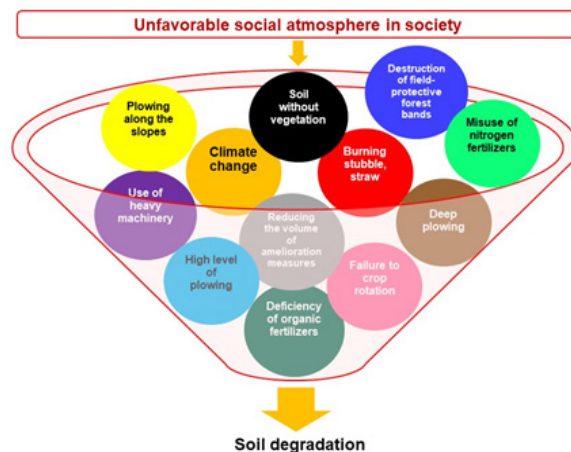 Unfavorable social atmosphere in society
Destruction
of field-
protective
forest
bands
Soil
without
vegetation
Plowing
along the
slopes
Misuse of
nitrogen
fertilizers
Climate
change
Burning
stubble,
straw
Use of
heavy
machinery
Reducing
the volume
of
amelioration
measures
Deep
plowing
High level
of
plowing
Failure to
crop
rotation
Deficiency
of organic
fertilizers
Soil degradation